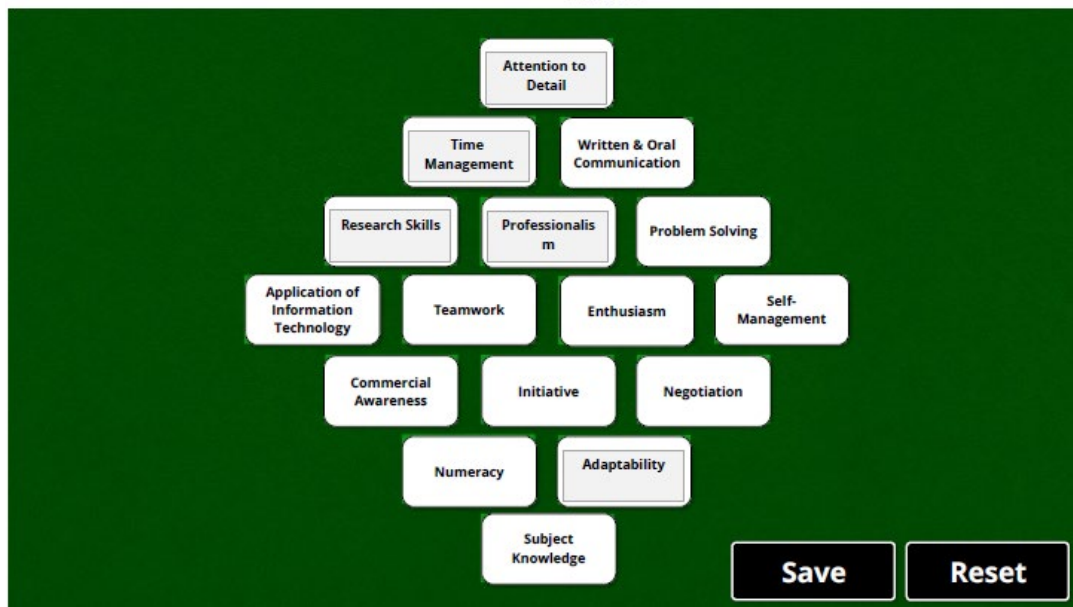 Attention to
Detail
Time
Management
Written & Oral
Communication
Research Skills
Professionalis
m
Problem Solving
Application of
Information
Technology
Teamwork
Enthusiasm
Self-
Management
Commercial
Awareness
Initiative
Negotiation
Numeracy
Adaptability
Subject
Knowledge
Save
Reset